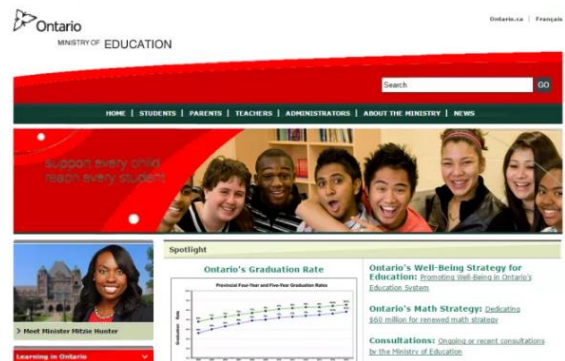 Ontario
MINISTRY OF EDUCATION
Ontario.ca | Français
Search
GO
HOME | STUDENTS | PARENTS | TEACHERS | ADMINISTRATORS | ABOUT THE MINISTRY | NEWS
support every child
reach every student
> Meet Minister Mitzie Hunter
Learning in Ontario
Spotlight
Ontario's Graduation Rate
Provincial Four-Year and Five-Year Graduation Rates
Graduation Rate
Ontario's Well-Being Strategy for
Education: Promoting Well-Being in Ontario's
Education System
Ontario's Math Strategy: Dedicating
$60 million for renewed math strategy
Consultations: Ongoing or recent consultations
by the Ministry of Education